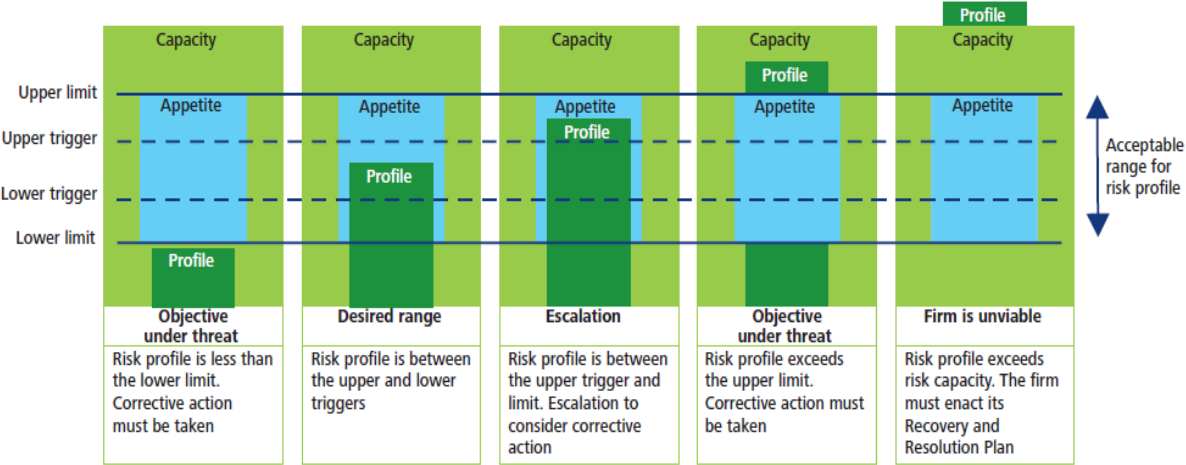 Profile
Capacity
Capacity
Capacity
Capacity
Capacity
Profile
Upper limit
Appetite
Appetite
Appetite
Appetite
Appetite
Upper trigger
Profile
Acceptable
range for
risk profile
Profile
Lower trigger
Lower limit
Profile
Objective
under threat
Risk profile is less than
the lower limit.
Corrective action
must be taken
Desired range
Risk profile is between
the upper and lower
triggers
Escalation
Risk profile is between
the upper trigger and
limit. Escalation to
consider corrective
action
Objective
under threat
Risk profile exceeds
the upper limit.
Corrective action must
be taken
Firm is unviable
Risk profile exceeds
risk capacity. The firm
must enact its
Recovery and
Resolution Plan